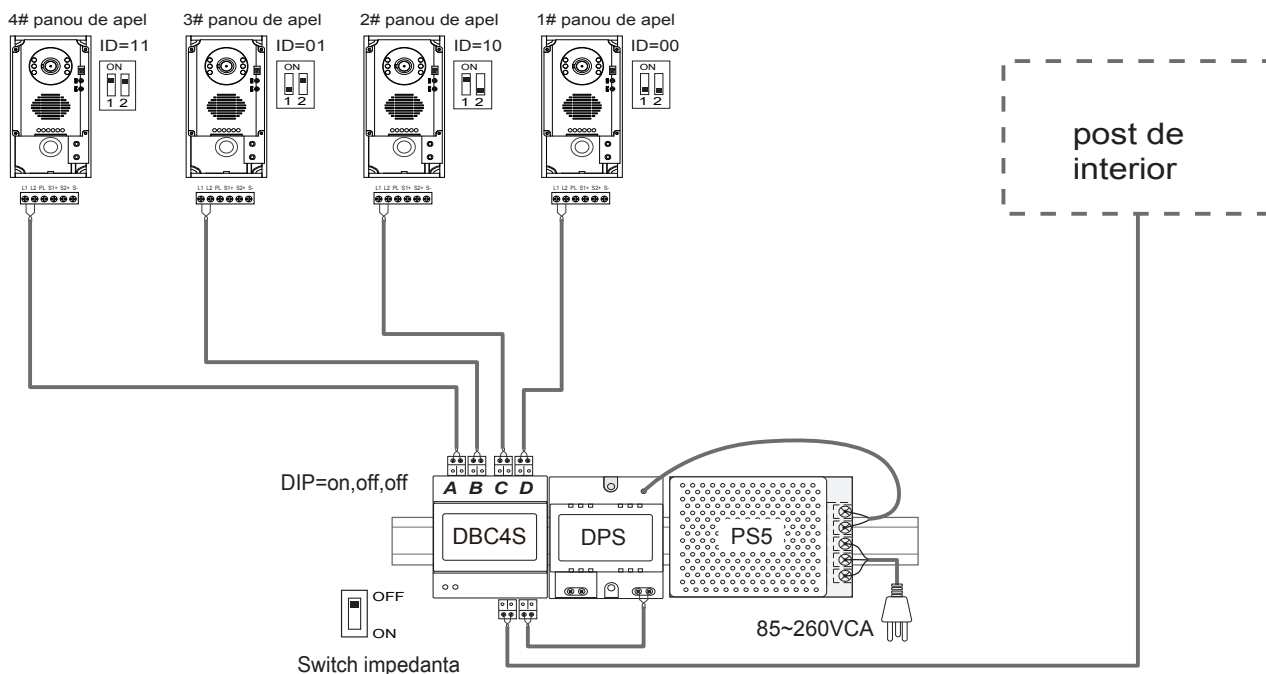 4# panou de apel
3# panou de apel
2# panou de apel
1# panou de apel
ID=11
ID=01
ID=10
ID=00
ON
1 2
ON
1 2
ON
1 2
ON
1 2
post de
interior
L1 L2 PL S1+ S2+ S-
L1 L2 PL S1+ S2+ S-
L1 L2 PL S1+ S2+ S-
L1 L2 PL S1+ S2+ S-
DIP=on,off,off
A B C D
DBC4S
DPS
PS5
OFF
ON
85~260VCA
Switch impedanta